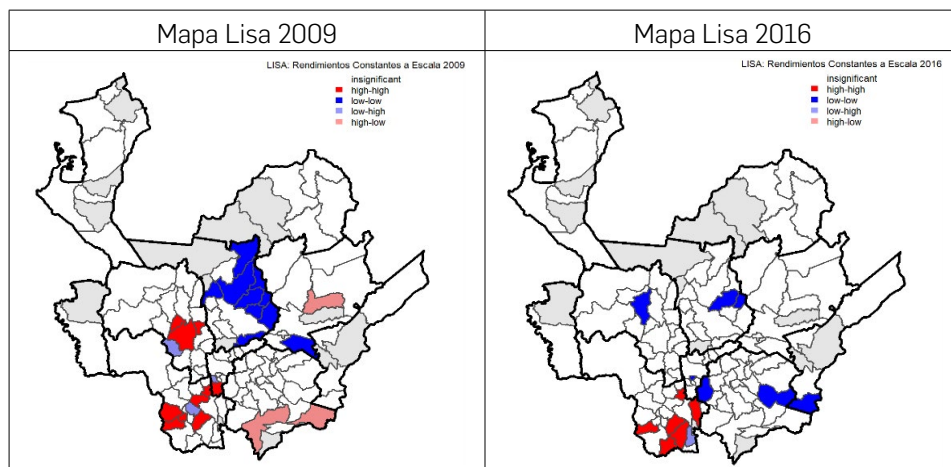 Mapa Lisa 2009
LISA: Rendimientos Constantes a Escala 2009
insignificant
high-high
low-low
low-high
high-low
Mapa Lisa 2016
LISA: Rendimientos Constantes a Escala 2016
insignificant
high-high
low-low
low-high
high-low